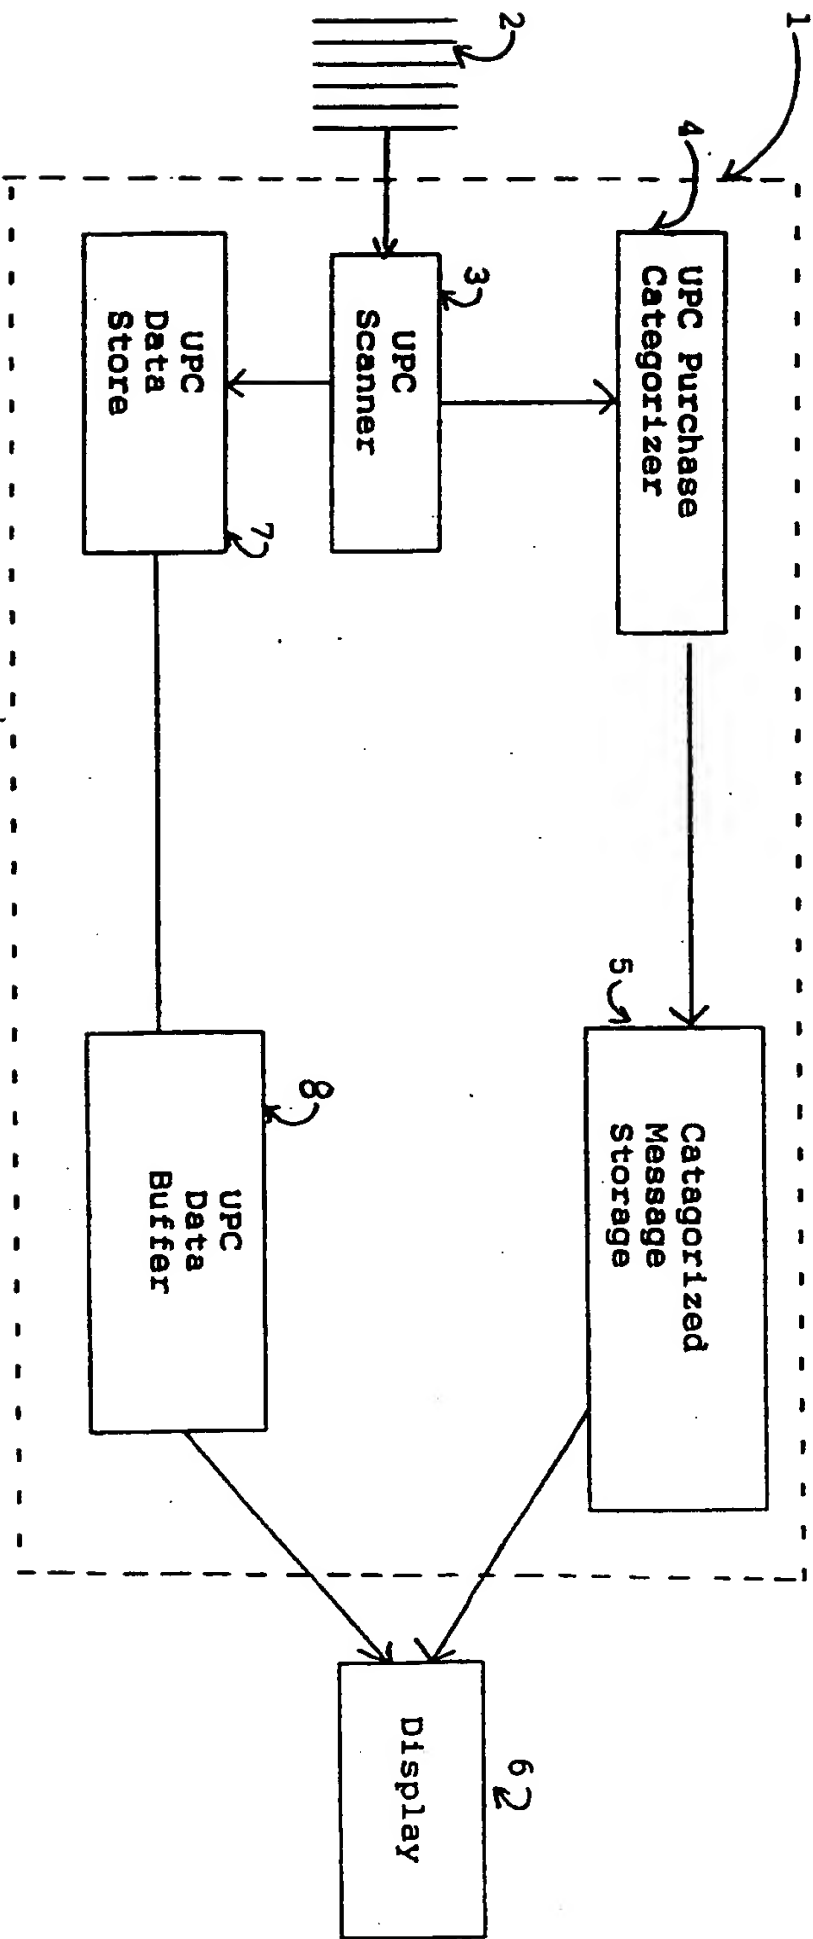 1
2
4
UPC Purchase
Categorizer
5
Catagorized
Message
Storage
3
UPC
Scanner
6
Display
7
UPC
Data
Store
8
UPC
Data
Buffer